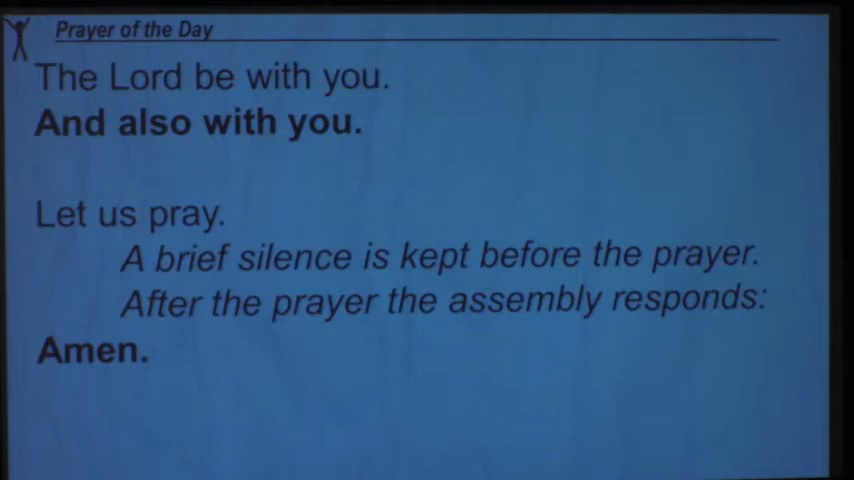 Prayer of the Day
The Lord be with you.
And also with you.
Let us pray.
A brief silence is kept before the prayer.
After the prayer the assembly responds:
Amen.